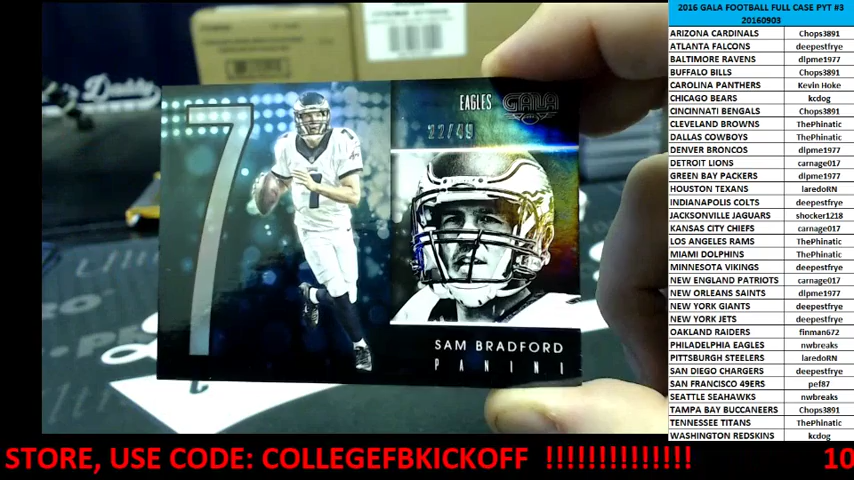 2016 GALA FOOTBALL FULL CASE PYT #3
20160903
ARIZONA CARDINALS Chops3891
ATLANTA FALCONS deepestfrye
BALTIMORE RAVENS dlpme1977
BUFFALO BILLS Chops3891
CAROLINA PANTHERS Kevin Hoke
CHICAGO BEARS kcdog
CINCINNATI BENGALS Chops3891
CLEVELAND BROWNS ThePhinatic
DALLAS COWBOYS ThePhinatic
DENVER BRONCOS dlpme1977
DETROIT LIONS carnage017
GREEN BAY PACKERS dlpme1977
HOUSTON TEXANS laredoRN
INDIANAPOLIS COLTS deepestfrye
JACKSONVILLE JAGUARS shocker1218
KANSAS CITY CHIEFS carnage017
LOS ANGELES RAMS ThePhinatic
MIAMI DOLPHINS ThePhinatic
MINNESOTA VIKINGS deepestfrye
NEW ENGLAND PATRIOTS carnage017
NEW ORLEANS SAINTS dlpme1977
NEW YORK GIANTS deepestfrye
NEW YORK JETS deepestfrye
OAKLAND RAIDERS finman672
PHILADELPHIA EAGLES nwbreaks
PITTSBURGH STEELERS laredoRN
SAN DIEGO CHARGERS deepestfrye
SAN FRANCISCO 49ERS pef87
SEATTLE SEAHAWKS nwbreaks
TAMPA BAY BUCCANEERS Chops3891
TENNESSEE TITANS ThePhinatic
WASHINGTON REDSKINS kcdog
Daddy
7
EAGLES GALA
22/49
7
SAM BRADFORD
PANINI
STORE, USE CODE: COLLEGEFBKICKOFF !!!!!!!!!!!!!!! 10